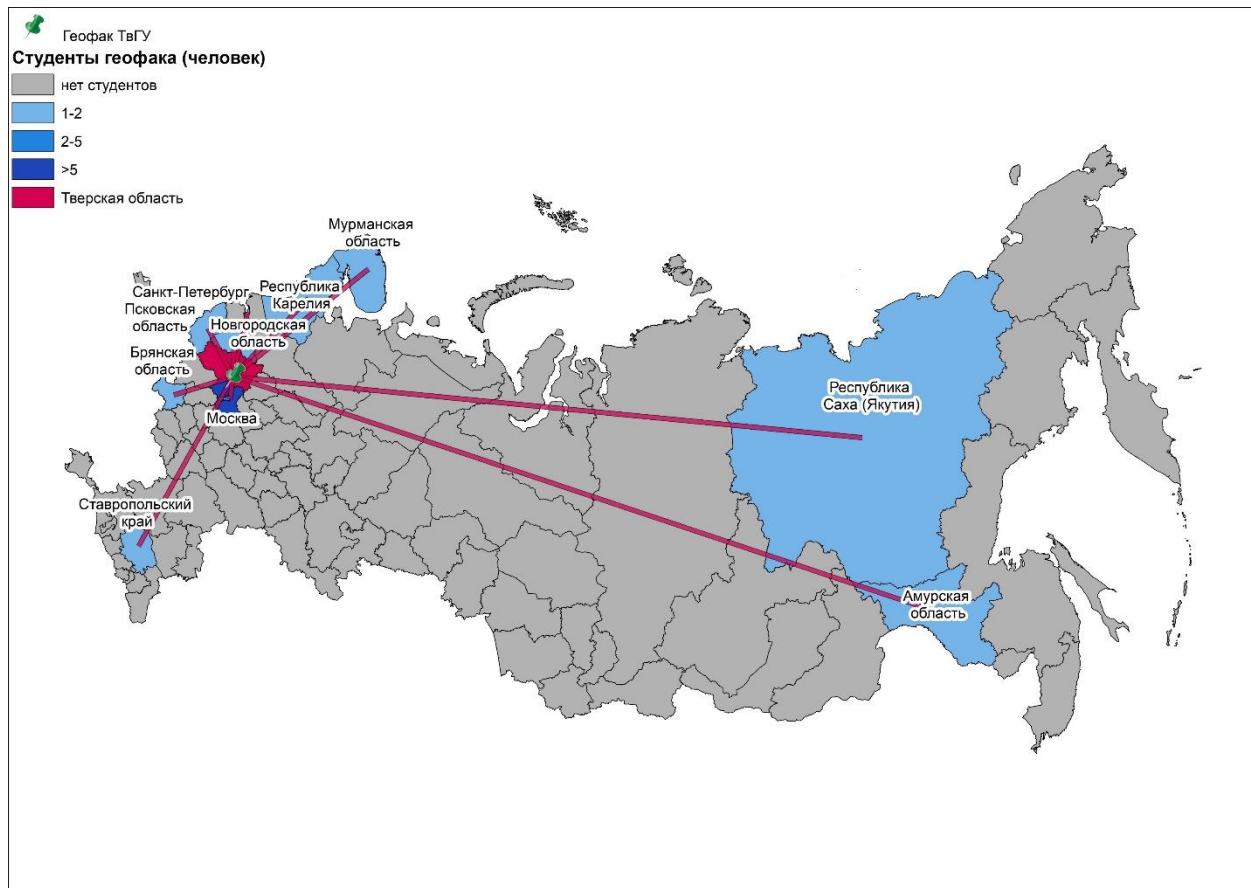 Геофак ТвГУ
Студенты геофака (человек)
нет студентов
1-2
2-5
>5
Тверская область
Мурманская
область
Санкт-Петербург
Республика
Карелия
Псковская
область
Новгородская
область
Брянская
область
Москва
Республика
Саха (Якутия)
Ставропольский
край
Амурская
область